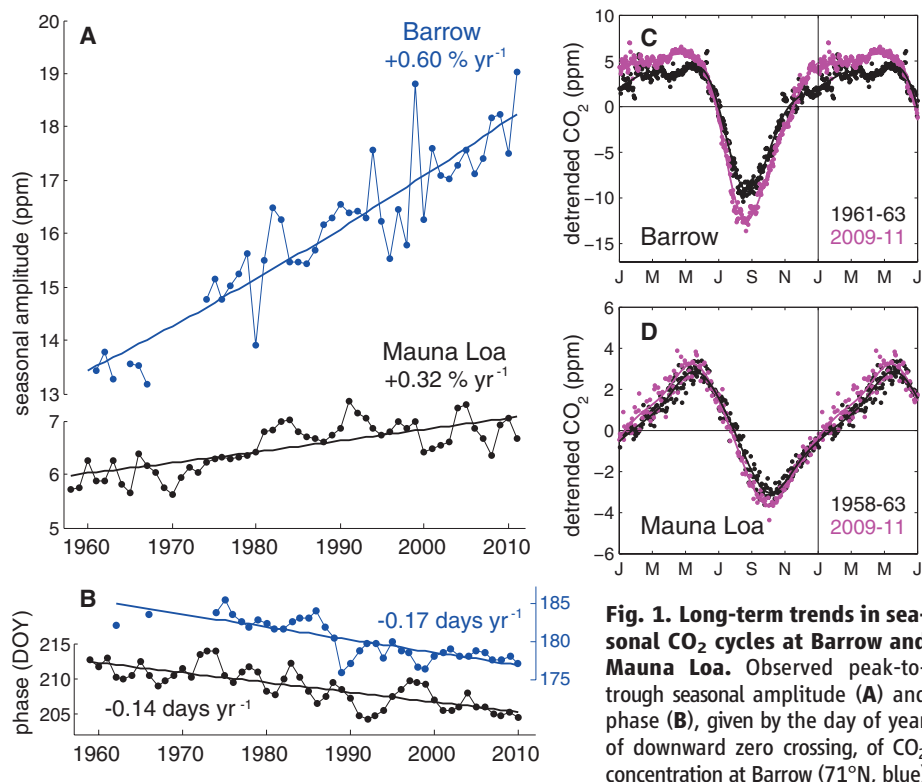 A
Barrow
+0.60 % yr-1
Mauna Loa
+0.32 % yr-1
seasonal amplitude (ppm)
20
19
18
17
16
15
14
13
7
6
5
1960 1970 1980 1990 2000 2010
B
-0.17 days yr-1
-0.14 days yr-1
phase (DOY)
215
210
205
185
180
175
1960 1970 1980 1990 2000 2010
C
detrended CO2 (ppm)
10
5
0
−5
−10
−15
1961-63
2009-11
Barrow
J M M J S N J M M J
D
detrended CO2 (ppm)
6
4
2
0
−2
−4
−6
1958-63
2009-11
Mauna Loa
J M M J S N J M M J
Fig. 1. Long-term trends in sea-
sonal CO2 cycles at Barrow and
Mauna Loa. Observed peak-to-
trough seasonal amplitude (A) and
phase (B), given by the day of year
of downward zero crossing, of CO2
concentration at Barrow (71°N, blue)